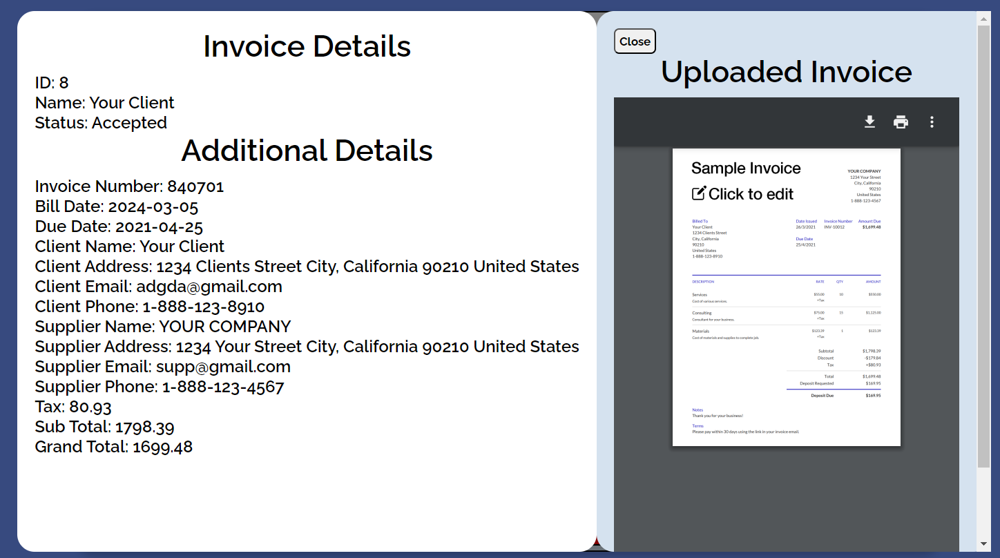 Invoice Details
ID: 8
Name: Your Client
Status: Accepted
Additional Details
Invoice Number: 840701
Bill Date: 2024-03-05
Due Date: 2021-04-25
Client Name: Your Client
Client Address: 1234 Clients Street City, California 90210 United States
Client Email: adgda@gmail.com
Client Phone: 1-888-123-8910
Supplier Name: YOUR COMPANY
Supplier Address: 1234 Your Street City, California 90210 United States
Supplier Email: supp@gmail.com
Supplier Phone: 1-888-123-4567
Tax: 80.93
Sub Total: 1798.39
Grand Total: 1699.48
Close
Uploaded Invoice
Sample Invoice
Click to edit
YOUR COMPANY
1234 Your Street
City, California
90210
United States
1-888-123-4567
Billed To
Your Client
1234 Clients Street
City, California
90210
United States
1-888-123-8910
Date Issued Invoice Number Amount Due
26/3/2021 INV-10012 $1,699.48
Due Date
25/4/2021
DESCRIPTION RATE QTY AMOUNT
Services $55.00 10 $550.00
Cost of various services. +Tax
Consulting $75.00 15 $1,125.00
Consultant for your business. +Tax
Materials $123.39 1 $123.39
Cost of materials and supplies to complete job. +Tax
Subtotal $1,798.39
Discount -$179.84
Tax +$80.93
Total $1,699.48
Deposit Requested $169.95
Deposit Due $169.95
Notes
Thank you for your business!
Terms
Please pay within 30 days using the link in your invoice email.